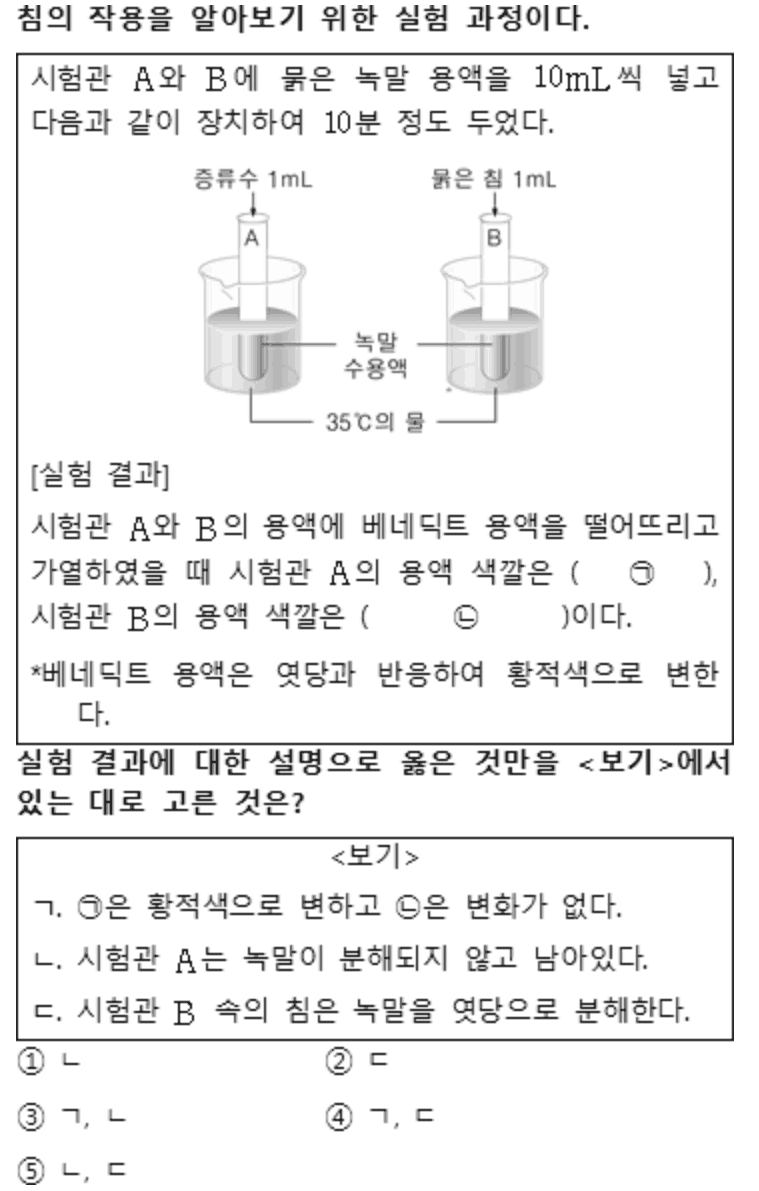 침의 작용을 알아보기 위한 실험 과정이다.
시험관 A와 B에 묽은 녹말 용액을 10mL씩 넣고
다음과 같이 장치하여 10분 정도 두었다.
증류수 1mL 묽은 침 1mL
A B
녹말
수용액
35℃의 물
[실험 결과]
시험관 A와 B의 용액에 베네딕트 용액을 떨어뜨리고
가열하였을 때 시험관 A의 용액 색깔은 ( ㉠ ),
시험관 B의 용액 색깔은 ( ㉡ )이다.
*베네딕트 용액은 엿당과 반응하여 황적색으로 변한
다.
실험 결과에 대한 설명으로 옳은 것만을 <보기>에서
있는 대로 고른 것은?
<보기>
ㄱ. ㉠은 황적색으로 변하고 ㉡은 변화가 없다.
ㄴ. 시험관 A는 녹말이 분해되지 않고 남아있다.
ㄷ. 시험관 B 속의 침은 녹말을 엿당으로 분해한다.
① ㄴ ② ㄷ
③ ㄱ, ㄴ ④ ㄱ, ㄷ
⑤ ㄴ, ㄷ